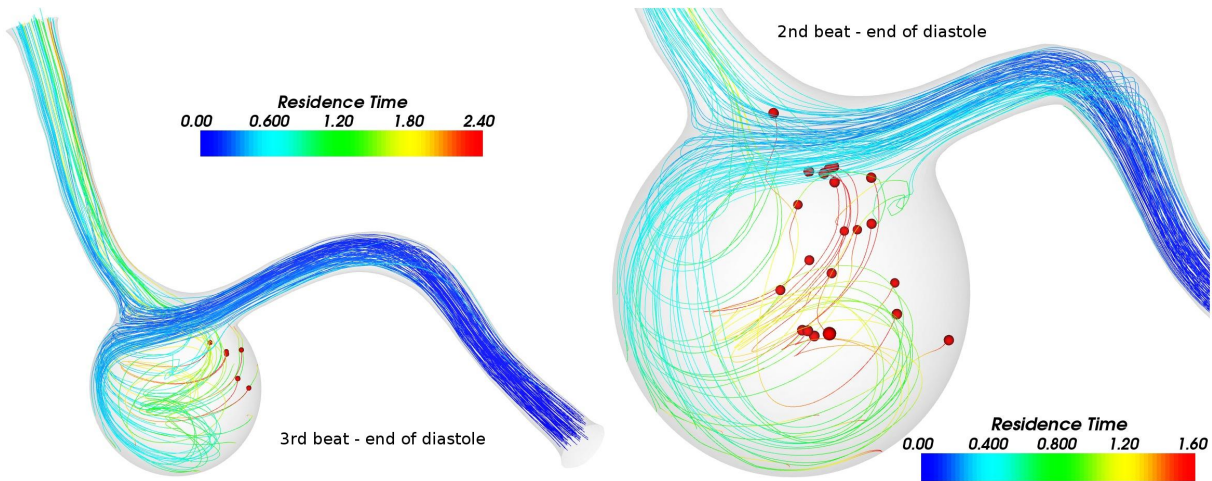 Residence Time
0.00 0.600 1.20 1.80 2.40
3rd beat - end of diastole
2nd beat - end of diastole
Residence Time
0.00 0.400 0.800 1.20 1.60